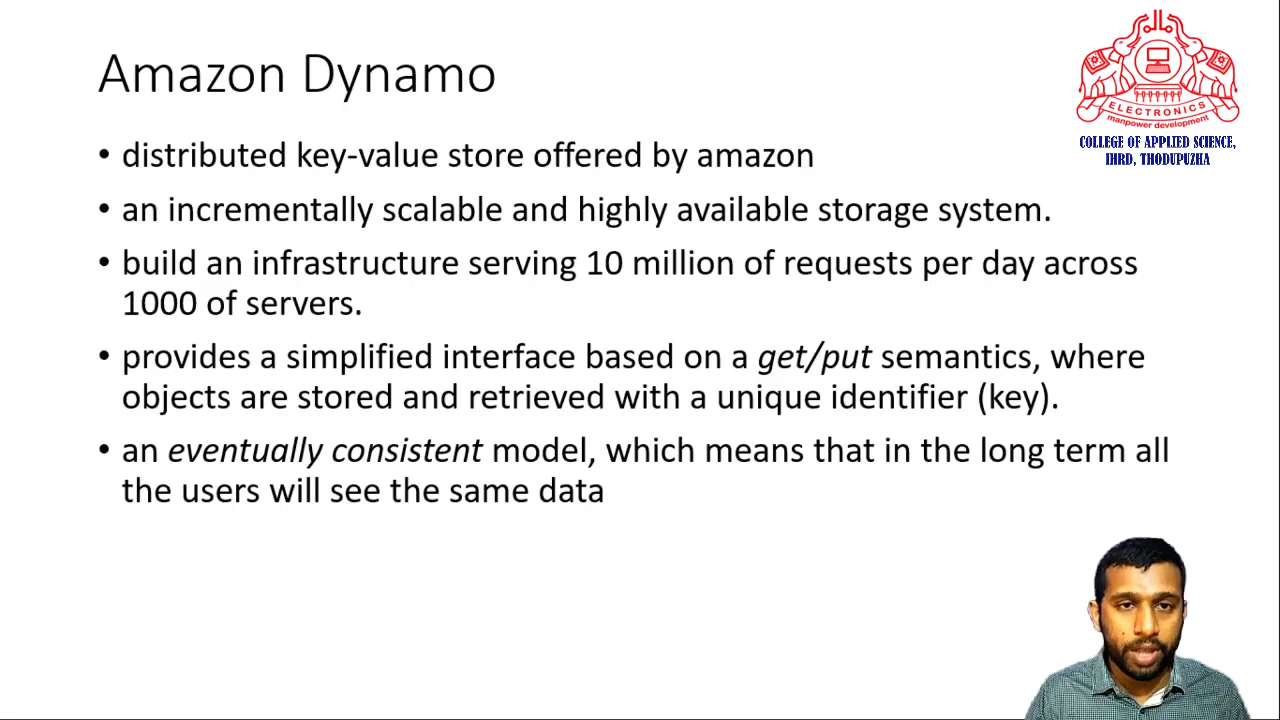 Amazon Dynamo
ELECTRONICS
manpower development
COLLEGE OF APPLIED SCIENCE,
IHRD, THODUPUZHA
• distributed key-value store offered by amazon
• an incrementally scalable and highly available storage system.
• build an infrastructure serving 10 million of requests per day across
1000 of servers.
• provides a simplified interface based on a get/put semantics, where
objects are stored and retrieved with a unique identifier (key).
• an eventually consistent model, which means that in the long term all
the users will see the same data